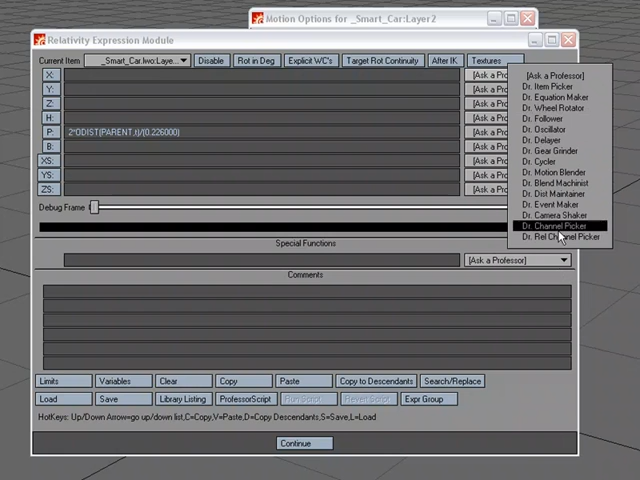 Motion Options for _Smart_Car:Layer2
Relativity Expression Module
Current Item _Smart_Car.lwo:Laye... Disable Rot in Deg Explicit WC's Target Rot Continuity After IK Textures
X: [Ask a Pro
Y: [Ask a Pro
Z: [Ask a Pro
H: [Ask a Pro
P: 2*ODIST(PARENT,t)/(0.226000) [Ask a Pro
B: [Ask a Pro
XS: [Ask a Pro
YS: [Ask a Pro
ZS: [Ask a Pro
[Ask a Professor]
Dr. Item Picker
Dr. Equation Maker
Dr. Wheel Rotator
Dr. Follower
Dr. Oscillator
Dr. Delayer
Dr. Gear Grinder
Dr. Cycler
Dr. Motion Blender
Dr. Blend Machinist
Dr. Dist Maintainer
Dr. Event Maker
Dr. Camera Shaker
Dr. Channel Picker
Dr. Rel Channel Picker
Debug Frame
Special Functions
[Ask a Professor]
Comments
Limits Variables Clear Copy Paste Copy to Descendants Search/Replace
Load Save Library Listing ProfessorScript Run Script Revert Script Expr Group
HotKeys: Up/Down Arrow=go up/down list,C=Copy,V=Paste,D=Copy Descendants,S=Save,L=Load
Continue